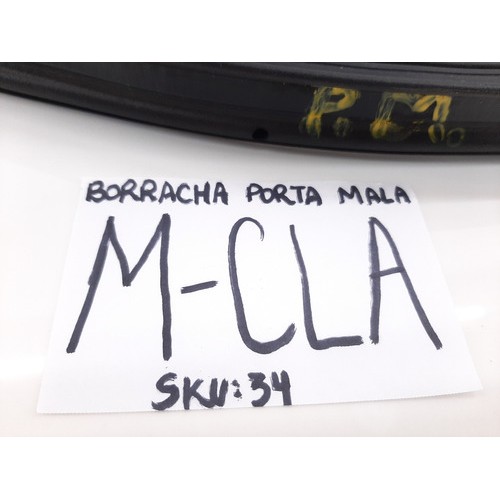 P.M.
BORRACHA PORTA MALA
M-CLA
SKU:34